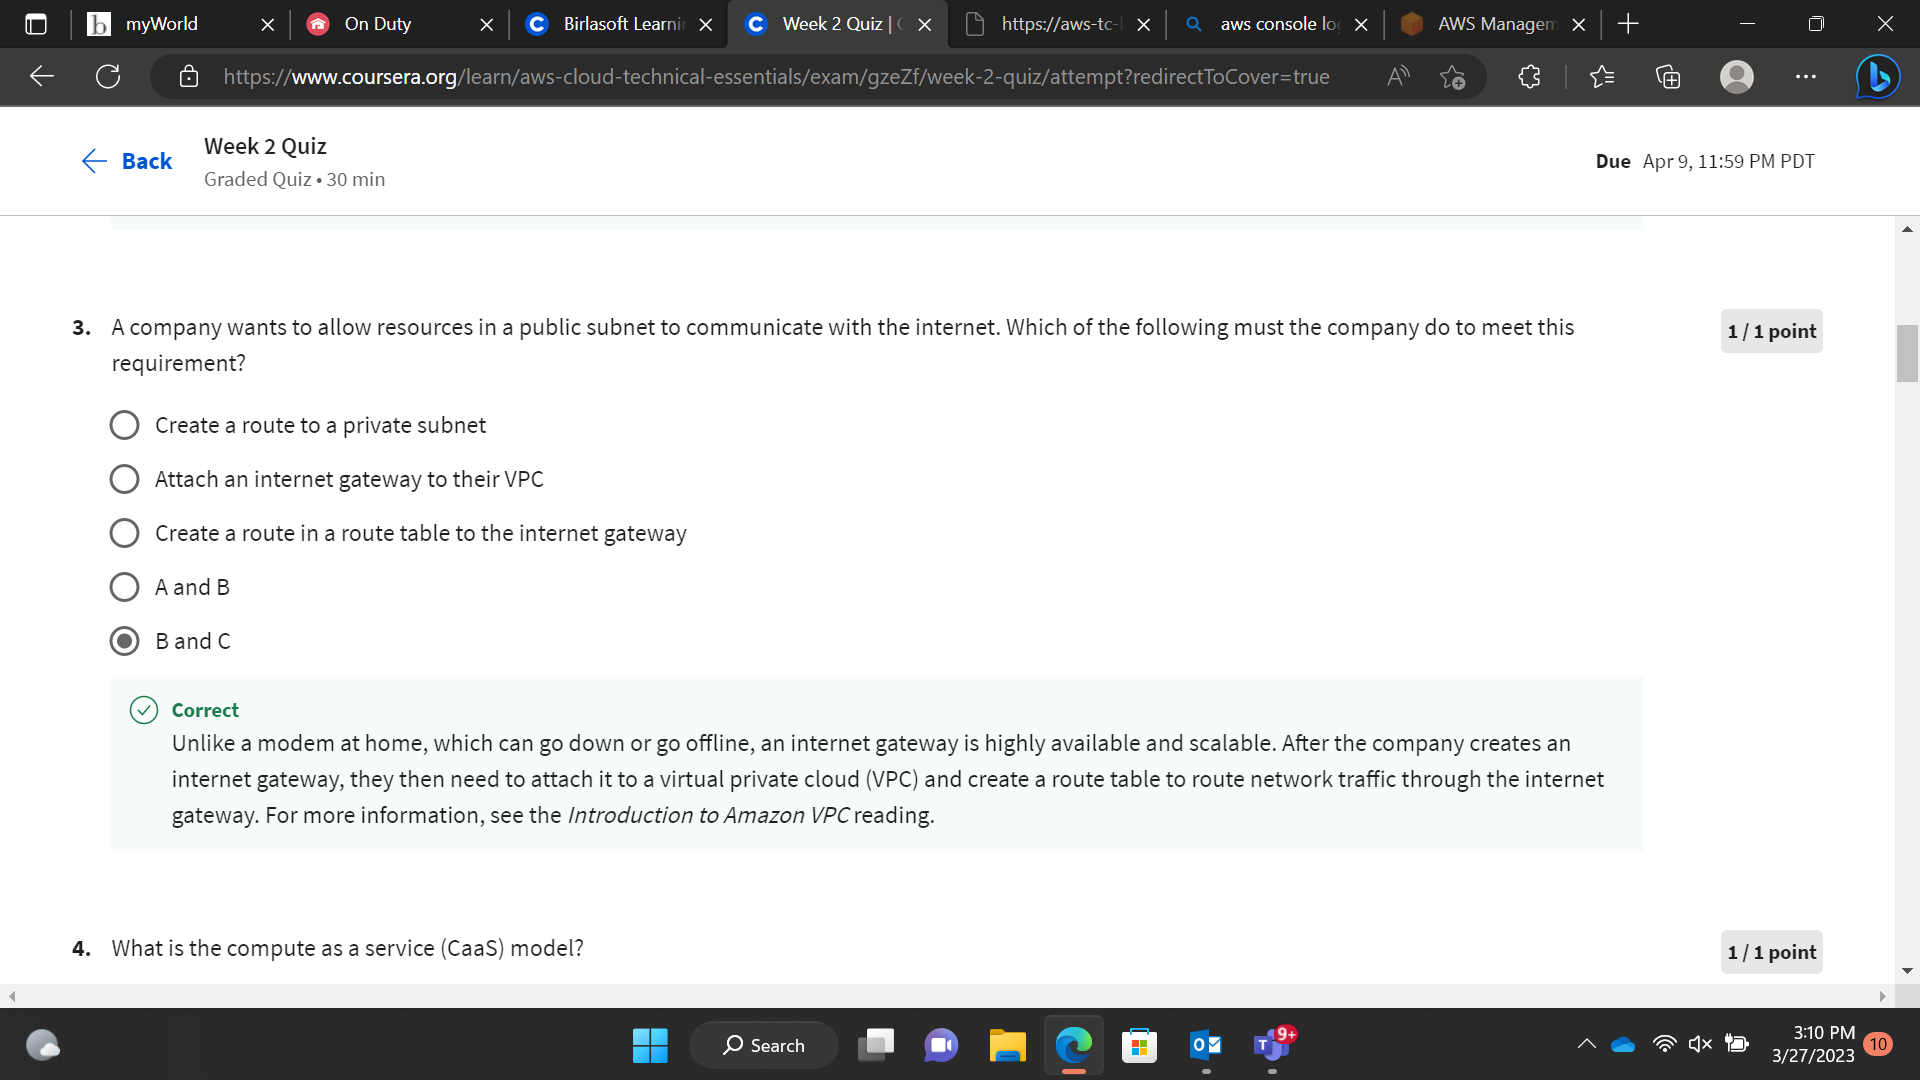 myWorld
On Duty
Birlasoft Learni
Week 2 Quiz |
https://aws-tc-
aws console lo
AWS Managem
https://www.coursera.org/learn/aws-cloud-technical-essentials/exam/gzeZf/week-2-quiz/attempt?redirectToCover=true
Back
Week 2 Quiz
Graded Quiz • 30 min
Due Apr 9, 11:59 PM PDT
3. A company wants to allow resources in a public subnet to communicate with the internet. Which of the following must the company do to meet this
requirement?
1 / 1 point
Create a route to a private subnet
Attach an internet gateway to their VPC
Create a route in a route table to the internet gateway
A and B
B and C
Correct
Unlike a modem at home, which can go down or go offline, an internet gateway is highly available and scalable. After the company creates an
internet gateway, they then need to attach it to a virtual private cloud (VPC) and create a route table to route network traffic through the internet
gateway. For more information, see the Introduction to Amazon VPC reading.
4. What is the compute as a service (CaaS) model?
1 / 1 point
Search
9+
3:10 PM
3/27/2023
10